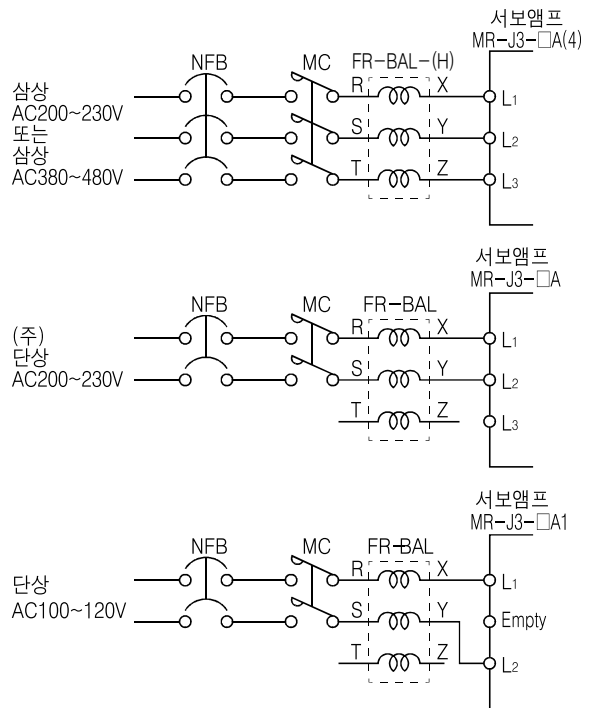 서보앰프
MR-J3-□A(4)
NFB
MC
FR-BAL-(H)
삼상
AC200~230V
또는
삼상
AC380~480V
R
X
L1
S
Y
L2
T
Z
L3
서보앰프
MR-J3-□A
NFB
MC
FR-BAL
(주)
단상
AC200~230V
R
X
L1
S
Y
L2
T
Z
L3
서보앰프
MR-J3-□A1
NFB
MC
FR-BAL
단상
AC100~120V
R
X
L1
S
Y
Empty
T
Z
L2